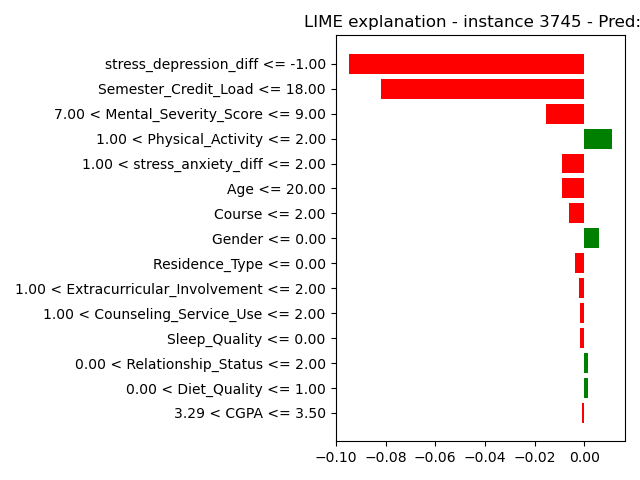 LIME explanation - instance 3745 - Pred:
stress_depression_diff <= -1.00
Semester_Credit_Load <= 18.00
7.00 < Mental_Severity_Score <= 9.00
1.00 < Physical_Activity <= 2.00
1.00 < stress_anxiety_diff <= 2.00
Age <= 20.00
Course <= 2.00
Gender <= 0.00
Residence_Type <= 0.00
1.00 < Extracurricular_Involvement <= 2.00
1.00 < Counseling_Service_Use <= 2.00
Sleep_Quality <= 0.00
0.00 < Relationship_Status <= 2.00
0.00 < Diet_Quality <= 1.00
3.29 < CGPA <= 3.50
−0.10 −0.08 −0.06 −0.04 −0.02 0.00